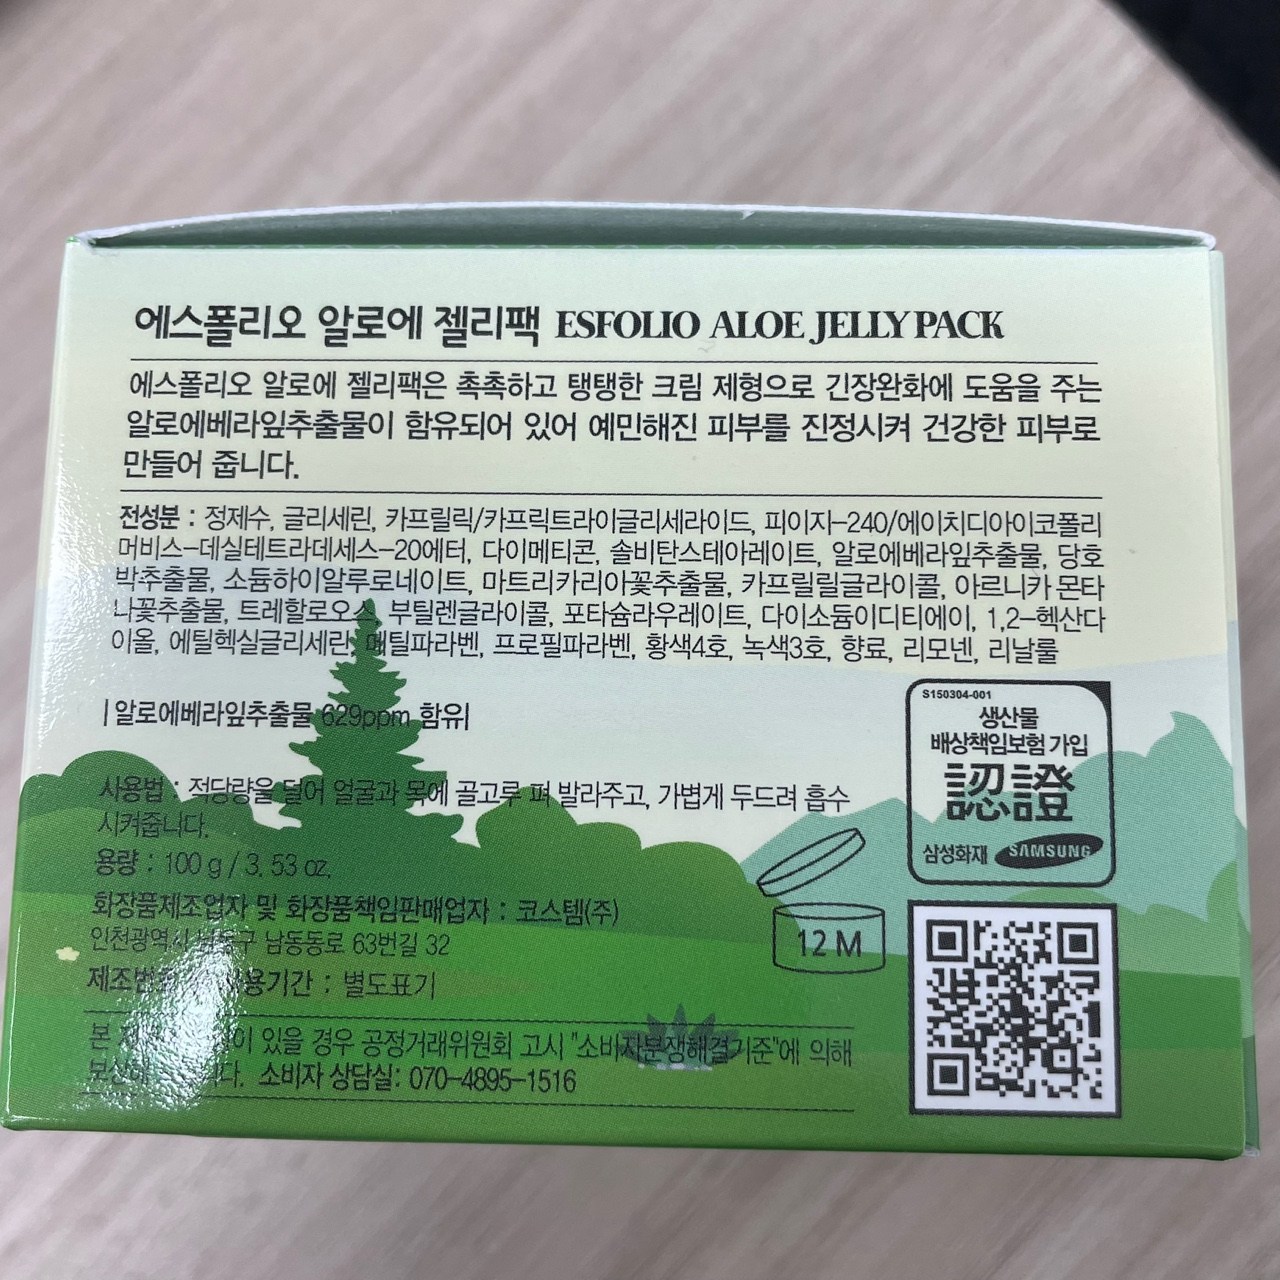 에스폴리오 알로에 젤리팩 ESFOLIO ALOE JELLY PACK
에스폴리오 알로에 젤리팩은 촉촉하고 탱탱한 크림 제형으로 긴장완화에 도움을 주는
알로에베라잎추출물이 함유되어 있어 예민해진 피부를 진정시켜 건강한 피부로
만들어 줍니다.
전성분 : 정제수, 글리세린, 카프릴릭/카프릭트라이글리세라이드, 피이지-240/에이치디아이코폴리
머비스-데실테트라데세스-20에터, 다이메티콘, 솔비탄스테아레이트, 알로에베라잎추출물, 당호
박추출물, 소듐하이알루로네이트, 마트리카리아꽃추출물, 카프릴릴글라이콜, 아르니카 몬타
나꽃추출물, 트레할로오스, 부틸렌글라이콜, 포타슘라우레이트, 다이소듐이디티에이, 1,2-헥산다
이올, 에틸헥실글리세린, 메틸파라벤, 프로필파라벤, 황색4호, 녹색3호, 향료, 리모넨, 리날룰
| 알로에베라잎추출물 629ppm 함유|
사용법 : 적당량을 덜어 얼굴과 목에 골고루 펴 발라주고, 가볍게 두드려 흡수
시켜줍니다.
용량 : 100 g / 3. 53 oz.
화장품제조업자 및 화장품책임판매업자 : 코스템(주)
인천광역시 남동구 남동동로 63번길 32
제조번호 사용기간 : 별도표기
본 있을 경우 공정거래위원회 고시 "소비자분쟁해결기준"에 의해
소비자 상담실: 070-4895-1516
S150304-001
생산물
배상책임보험 가입
認證
삼성화재 SAMSUNG
12 M